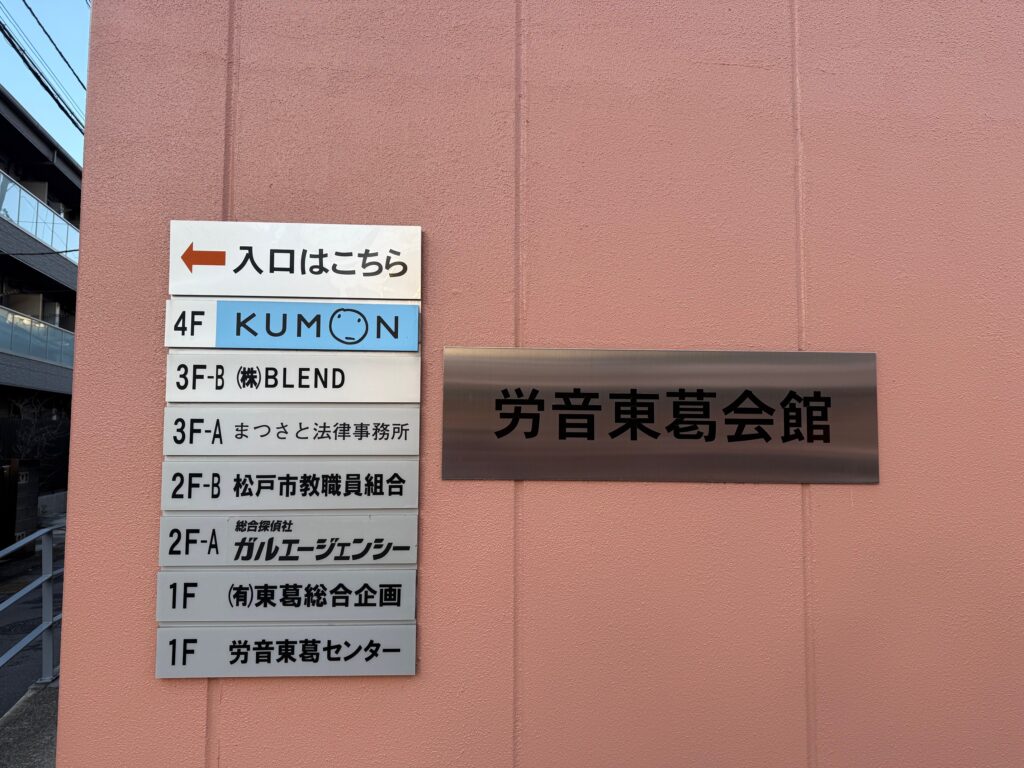 入口はこちら
4F KUMON
3F-B ㈱BLEND
3F-A まつさと法律事務所
2F-B 松戸市教職員組合
総合探偵社
2F-A ガルエージェンシー
1F ㈲東葛総合企画
1F 労音東葛センター
労音東葛会館